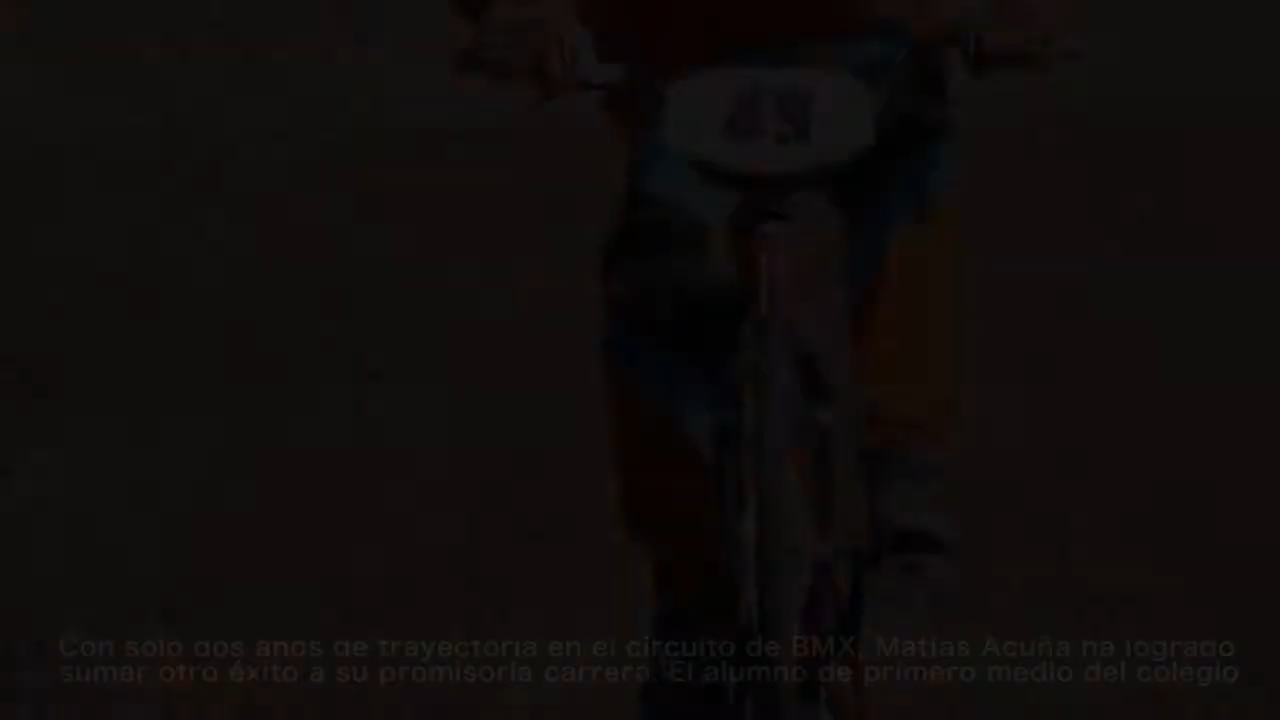 49
Con solo dos años de trayectoria en el circuito de BMX, Matías Acuña ha logrado
sumar otro éxito a su promisoria carrera. El alumno de primero medio del colegio